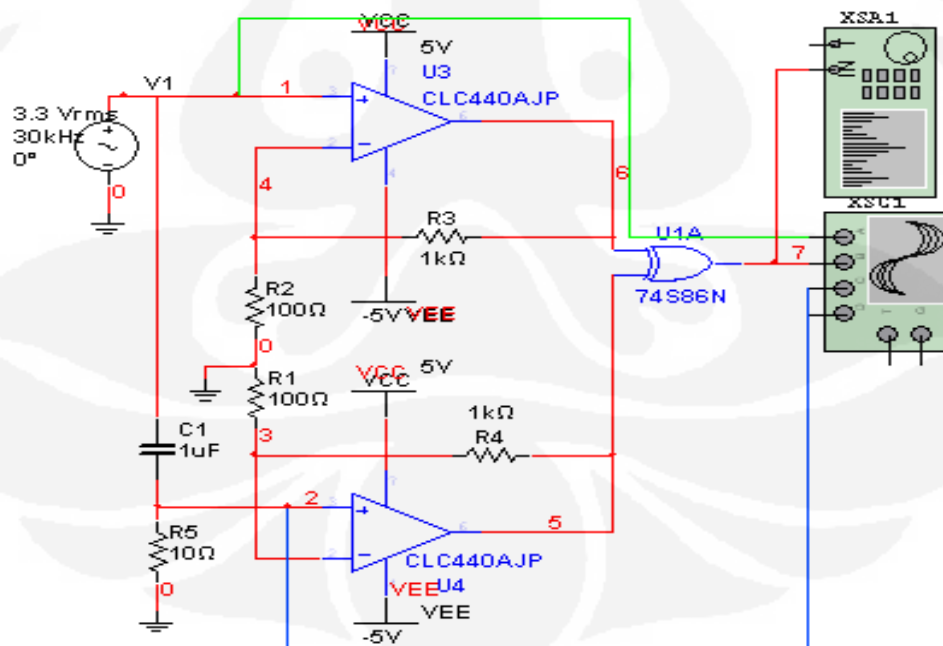 XSA1
VCC
5V
U3
V1
1
CLC440AJP
3.3 Vrms
30kHz
0°
0
4
6
R3
1kΩ
XSC1
U1A
7
74S86N
R2
100Ω
-5V
VEE
0
R1
100Ω
VCC
5V
1kΩ
R4
C1
1uF
3
2
5
R5
10Ω
0
CLC440AJP
VEE
U4
VEE
-5V